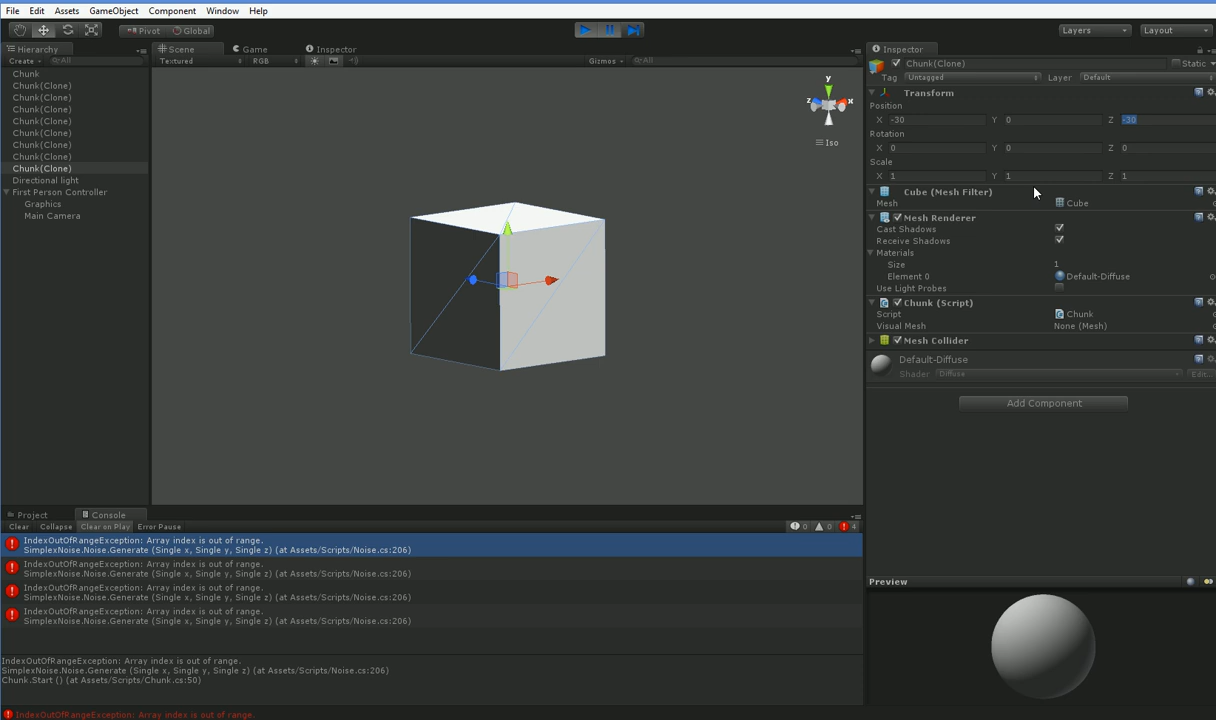 File Edit Assets GameObject Component Window Help
Pivot Global Layers Layout
Hierarchy Scene Game Inspector Inspector
Create All Textured RGB Gizmos All
Chunk
Chunk(Clone)
Chunk(Clone)
Chunk(Clone)
Chunk(Clone)
Chunk(Clone)
Chunk(Clone)
Chunk(Clone)
Chunk(Clone)
Directional light
First Person Controller
Graphics
Main Camera
y
z x
Iso
Chunk(Clone) Static
Tag Untagged Layer Default
Transform
Position
X -30 Y 0 Z -30
Rotation
X 0 Y 0 Z 0
Scale
X 1 Y 1 Z 1
Cube (Mesh Filter)
Mesh Cube
Mesh Renderer
Cast Shadows
Receive Shadows
Materials
Size 1
Element 0 Default-Diffuse
Use Light Probes
Chunk (Script)
Script Chunk
Visual Mesh None (Mesh)
Mesh Collider
Default-Diffuse
Shader Diffuse Edit...
Add Component
Project Console
Clear Collapse Clear on Play Error Pause 0 0 4
IndexOutOfRangeException: Array index is out of range.
SimplexNoise.Noise.Generate (Single x, Single y, Single z) (at Assets/Scripts/Noise.cs:206)
IndexOutOfRangeException: Array index is out of range.
SimplexNoise.Noise.Generate (Single x, Single y, Single z) (at Assets/Scripts/Noise.cs:206)
IndexOutOfRangeException: Array index is out of range.
SimplexNoise.Noise.Generate (Single x, Single y, Single z) (at Assets/Scripts/Noise.cs:206)
IndexOutOfRangeException: Array index is out of range.
SimplexNoise.Noise.Generate (Single x, Single y, Single z) (at Assets/Scripts/Noise.cs:206)
IndexOutOfRangeException: Array index is out of range.
SimplexNoise.Noise.Generate (Single x, Single y, Single z) (at Assets/Scripts/Noise.cs:206)
Chunk.Start () (at Assets/Scripts/Chunk.cs:50)
Preview
IndexOutOfRangeException: Array index is out of range.